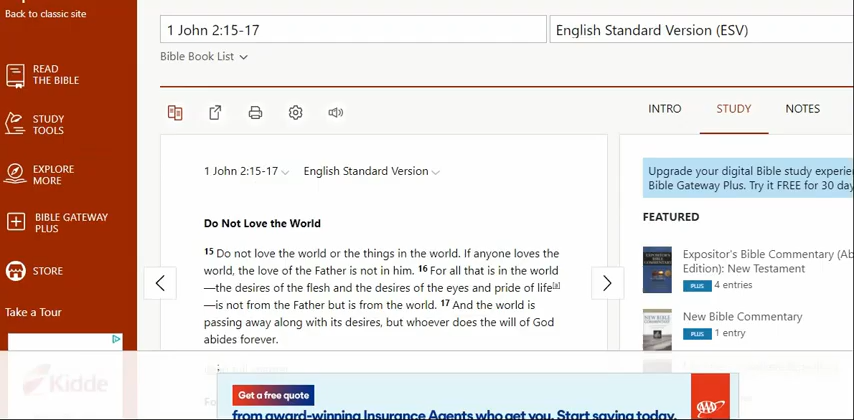 Back to classic site
READ
THE BIBLE
STUDY
TOOLS
EXPLORE
MORE
BIBLE GATEWAY
PLUS
STORE
Take a Tour
Kidde
1 John 2:15-17
English Standard Version (ESV)
Bible Book List
1 John 2:15-17
English Standard Version
Do Not Love the World
15 Do not love the world or the things in the world. If anyone loves the
world, the love of the Father is not in him. 16 For all that is in the world
—the desires of the flesh and the desires of the eyes and pride of life[a]
—is not from the Father but is from the world. 17 And the world is
passing away along with its desires, but whoever does the will of God
abides forever.
INTRO
STUDY
NOTES
Upgrade your digital Bible study experie
Bible Gateway Plus. Try it FREE for 30 day
FEATURED
Expositor's Bible Commentary (Ab
Edition): New Testament
PLUS 4 entries
New Bible Commentary
PLUS 1 entry
Get a free quote
from award-winning Insurance Agents who get you. Start saving today.
AAA